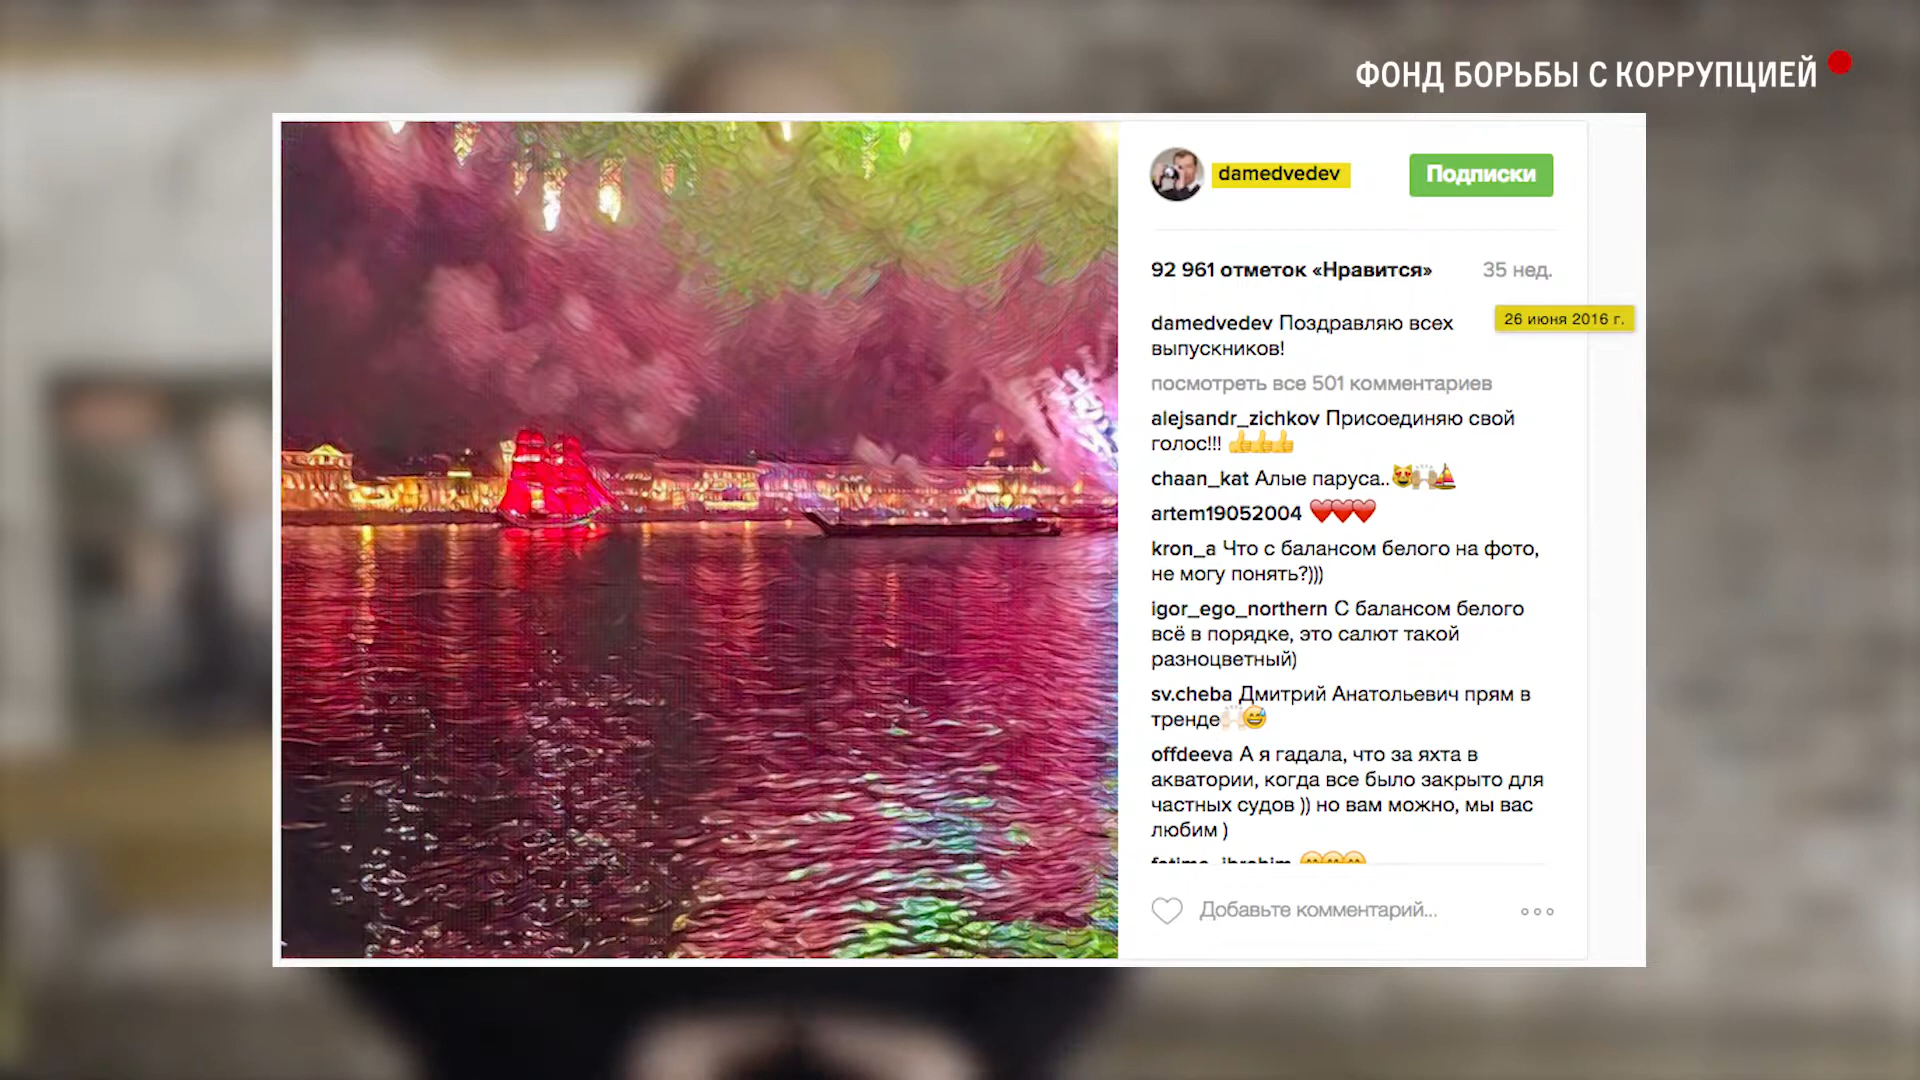 ФОНД БОРЬБЫ С КОРРУПЦИЕЙ
damedvedev
Подписки
92 961 отметок «Нравится»
35 нед.
26 июня 2016 г.
damedvedev Поздравляю всех
выпускников!
посмотреть все 501 комментариев
alejsandr_zichkov Присоединяю свой
голос!!! 👍👍👍
chaan_kat Алые паруса..😻🙌🏻⛵
artem19052004 ❤️❤️❤️
kron_a Что с балансом белого на фото,
не могу понять?)))
igor_ego_northern С балансом белого
всё в порядке, это салют такой
разноцветный)
sv.cheba Дмитрий Анатольевич прям в
тренде🙌🏻😅
offdeeva А я гадала, что за яхта в
акватории, когда все было закрыто для
частных судов )) но вам можно, мы вас
любим )
Добавьте комментарий...